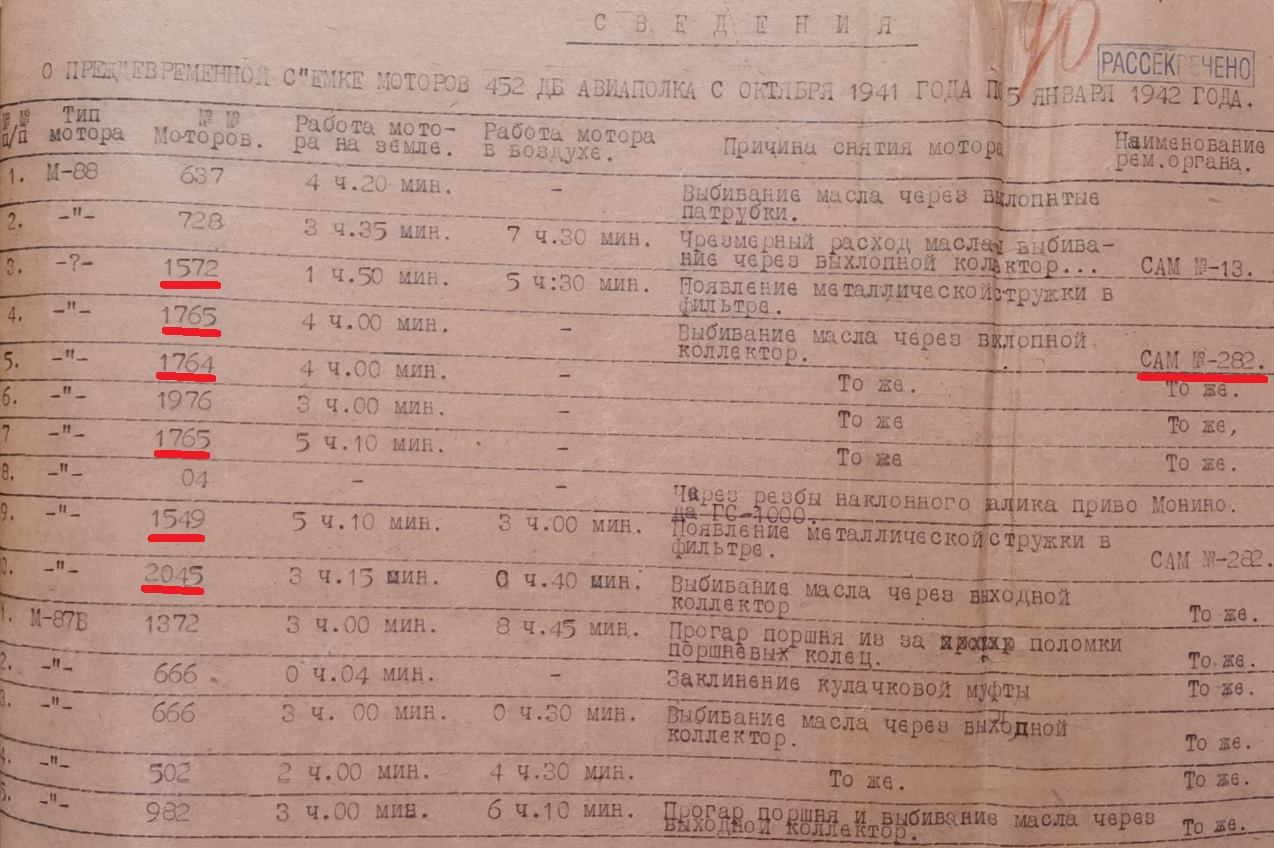 С В Е Д Е Н И Я
90
РАССЕКРЕЧЕНО
О ПРЕЖДЕВРЕМЕННОЙ С"ЕМКЕ МОТОРОВ 452 ДБ АВИАПОЛКА С ОКТЯБРЯ 1941 ГОДА П 5 ЯНВАРЯ 1942 ГОДА.
№№ п/п Тип мотора №№ Моторов. Работа мото-ра на земле. Работа мотора в воздухе. Причина снятия мотора Наименование рем.органа.
1. М-88 637 4 ч.20 мин. – Выбивание масла через
патрубки.
2. –"– 728 3 ч.35 мин. 7 ч.30 мин. Чрезмерный расход масла выбива-
ние через выхлопной коллектор... САМ №-13.
3. –?– 1572 1 ч.50 мин. 5 ч:30 мин. Появление металлической стружки в
фильтре.
4. –"– 1765 4 ч.00 мин. – Выбивание масла через вклопной
коллектор. САМ №-282.
5. –"– 1764 4 ч.00 мин. – То же. То же.
6. –"– 1976 3 ч.00 мин. – То же То же,
7 –"– 1765 5 ч.10 мин. – То же То же.
8. –"– 04 – – Через резбы наклонного валика приво Монино.
да ГС-1000.
9. –"– 1549 5 ч.10 мин. 3 ч.00 мин. Появление металлической стружки в
фильтре. САМ №-282.
0. –"– 2045 3 ч.15 мин. 0 ч.40 мин. Выбивание масла через выходной
коллектор То же.
1. М-87Б 1372 3 ч.00 мин. 8 ч.45 мин. Прогар поршня из за поломки
поршневых колец. То же.
2. –"– 666 0 ч.04 мин. – Заклинение кулачковой муфты То же.
3. –"– 666 3 ч. 00 мин. 0 ч.30 мин. Выбивание масла через выходной
коллектор. То же.
4. –"– 502 2 ч.00 мин. 4 ч.30 мин. То же. То же.
5. –"– 982 3 ч.00 мин. 6 ч.10 мин. Прогар поршня и выбивание масла через
выходной коллектор. То же.